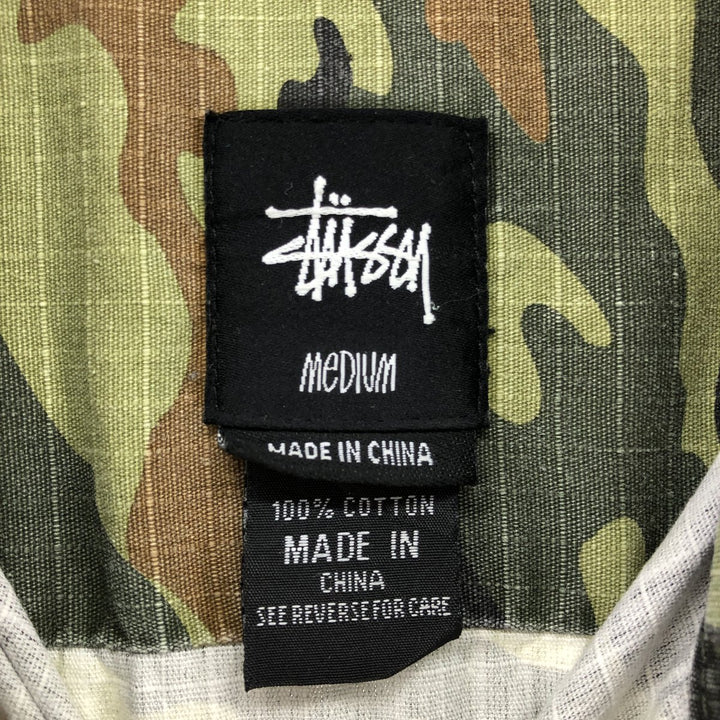 Stüssy
MEDIUM
MADE IN CHINA
100% COTTON
MADE IN
CHINA
SEE REVERSE FOR CARE